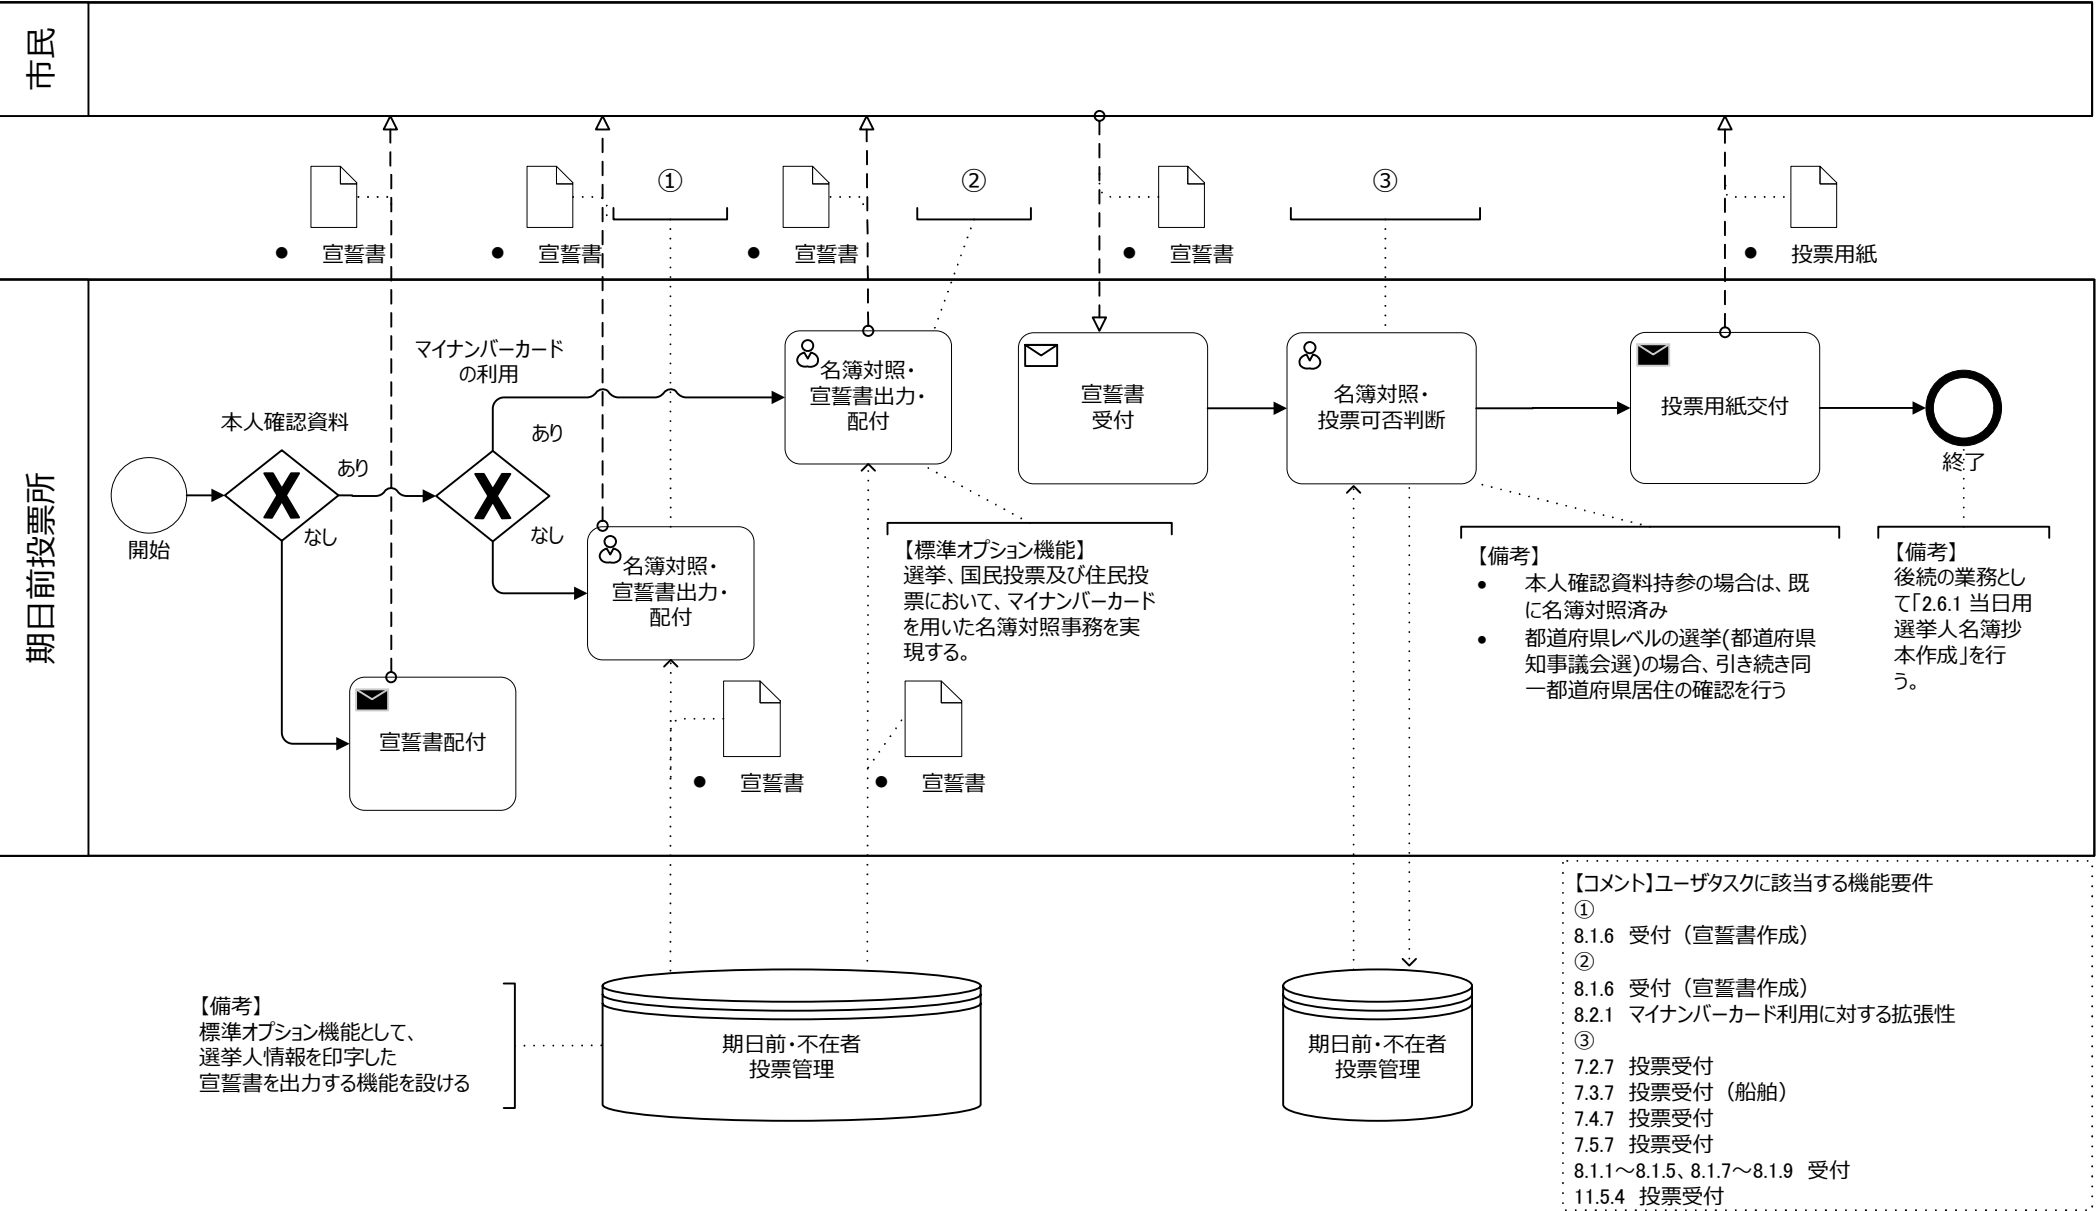 市民
①
②
③
● 宣誓書
● 宣誓書
● 宣誓書
● 宣誓書
● 投票用紙
期日前投票所
開始
本人確認資料
あり
なし
マイナンバーカード
の利用
あり
なし
宣誓書配付
名簿対照・
宣誓書出力・
配付
名簿対照・
宣誓書出力・
配付
宣誓書
受付
名簿対照・
投票可否判断
投票用紙交付
終了
【標準オプション機能】
選挙、国民投票及び住民投
票において、マイナンバーカード
を用いた名簿対照事務を実
現する。
【備考】
● 本人確認資料持参の場合は、既
に名簿対照済み
● 都道府県レベルの選挙(都道府県
知事議会選)の場合、引き続き同
一都道府県居住の確認を行う
【備考】
後続の業務とし
て「2.6.1 当日用
選挙人名簿抄
本作成」を行
う。
● 宣誓書
● 宣誓書
【備考】
標準オプション機能として、
選挙人情報を印字した
宣誓書を出力する機能を設ける
期日前・不在者
投票管理
期日前・不在者
投票管理
【コメント】ユーザタスクに該当する機能要件
①
8.1.6 受付（宣誓書作成）
②
8.1.6 受付（宣誓書作成）
8.2.1 マイナンバーカード利用に対する拡張性
③
7.2.7 投票受付
7.3.7 投票受付（船舶）
7.4.7 投票受付
7.5.7 投票受付
8.1.1～8.1.5、8.1.7～8.1.9 受付
11.5.4 投票受付